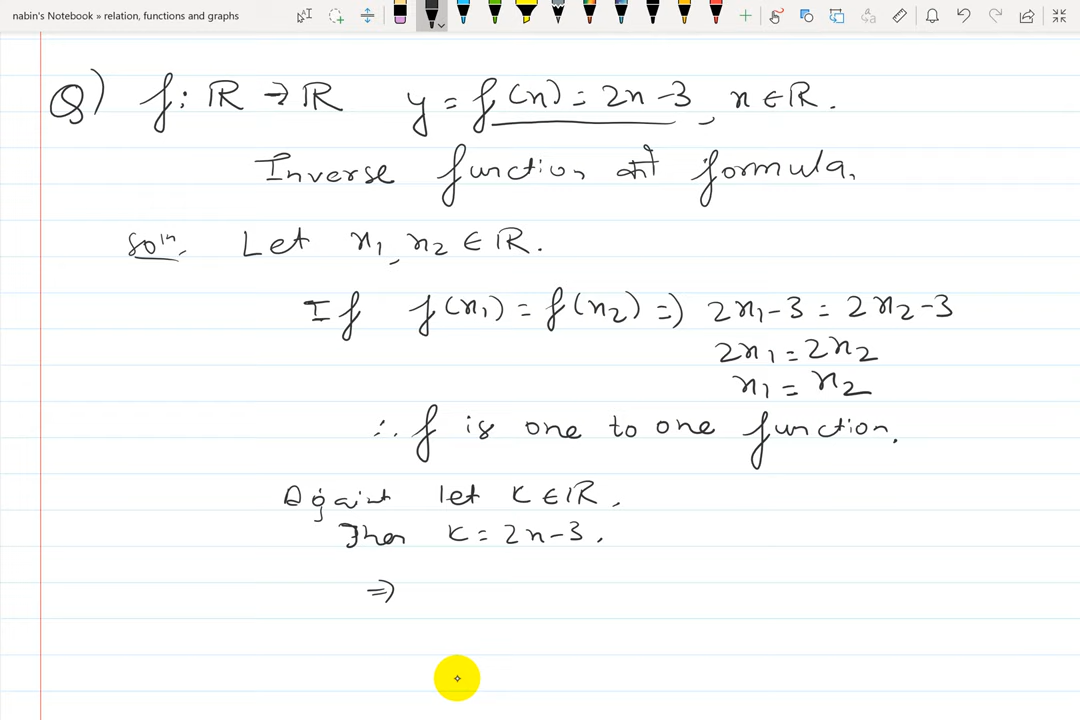 nabin's Notebook » relation, functions and graphs
Q) f: ℝ → ℝ y = f(x) = 2x - 3, x ∈ ℝ.
Inverse function formula,
Solⁿ. Let x₁, x₂ ∈ ℝ.
If f(x₁) = f(x₂) ⇒ 2x₁ - 3 = 2x₂ - 3
2x₁ = 2x₂
x₁ = x₂
∴ f is one to one function.
Again let k ∈ ℝ,
Then k = 2x - 3,
⇒